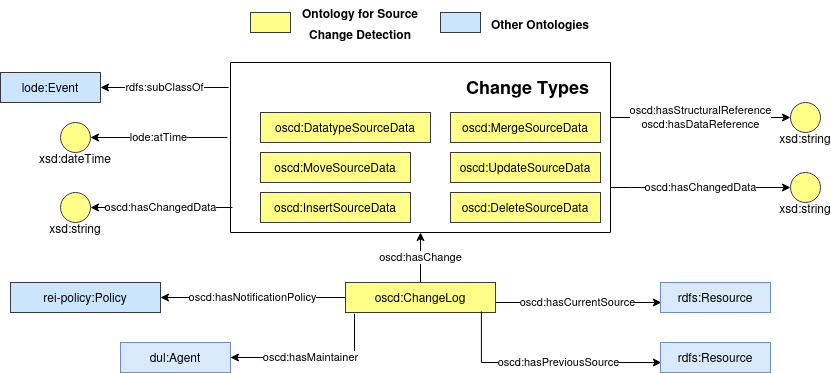 Ontology for Source
Change Detection
Other Ontologies
Change Types
lode:Event
rdfs:subClassOf
oscd:DatatypeSourceData
oscd:MergeSourceData
oscd:hasStructuralReference
oscd:hasDataReference
xsd:string
lode:atTime
xsd:dateTime
oscd:MoveSourceData
oscd:UpdateSourceData
oscd:hasChangedData
xsd:string
oscd:hasChangedData
xsd:string
oscd:InsertSourceData
oscd:DeleteSourceData
oscd:hasChange
rei-policy:Policy
oscd:hasNotificationPolicy
oscd:ChangeLog
oscd:hasCurrentSource
rdfs:Resource
dul:Agent
oscd:hasMaintainer
oscd:hasPreviousSource
rdfs:Resource